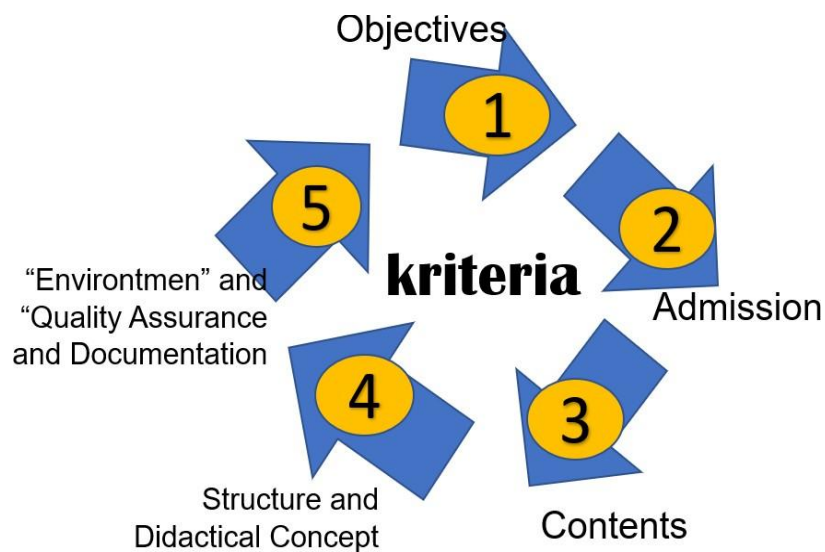 Objectives
1
2
Admission
3
Contents
4
Structure and
Didactical Concept
5
“Environtmen” and
“Quality Assurance
and Documentation
kriteria